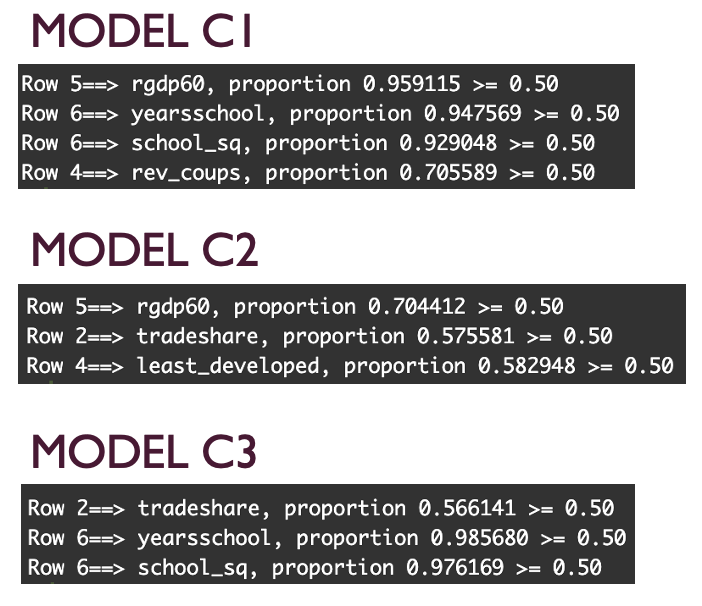 MODEL C1
Row 5==> rgdp60, proportion 0.959115 >= 0.50
Row 6==> yearsschool, proportion 0.947569 >= 0.50
Row 6==> school_sq, proportion 0.929048 >= 0.50
Row 4==> rev_coups, proportion 0.705589 >= 0.50
MODEL C2
Row 5==> rgdp60, proportion 0.704412 >= 0.50
Row 2==> tradeshare, proportion 0.575581 >= 0.50
Row 4==> least_developed, proportion 0.582948 >= 0.50
MODEL C3
Row 2==> tradeshare, proportion 0.566141 >= 0.50
Row 6==> yearsschool, proportion 0.985680 >= 0.50
Row 6==> school_sq, proportion 0.976169 >= 0.50